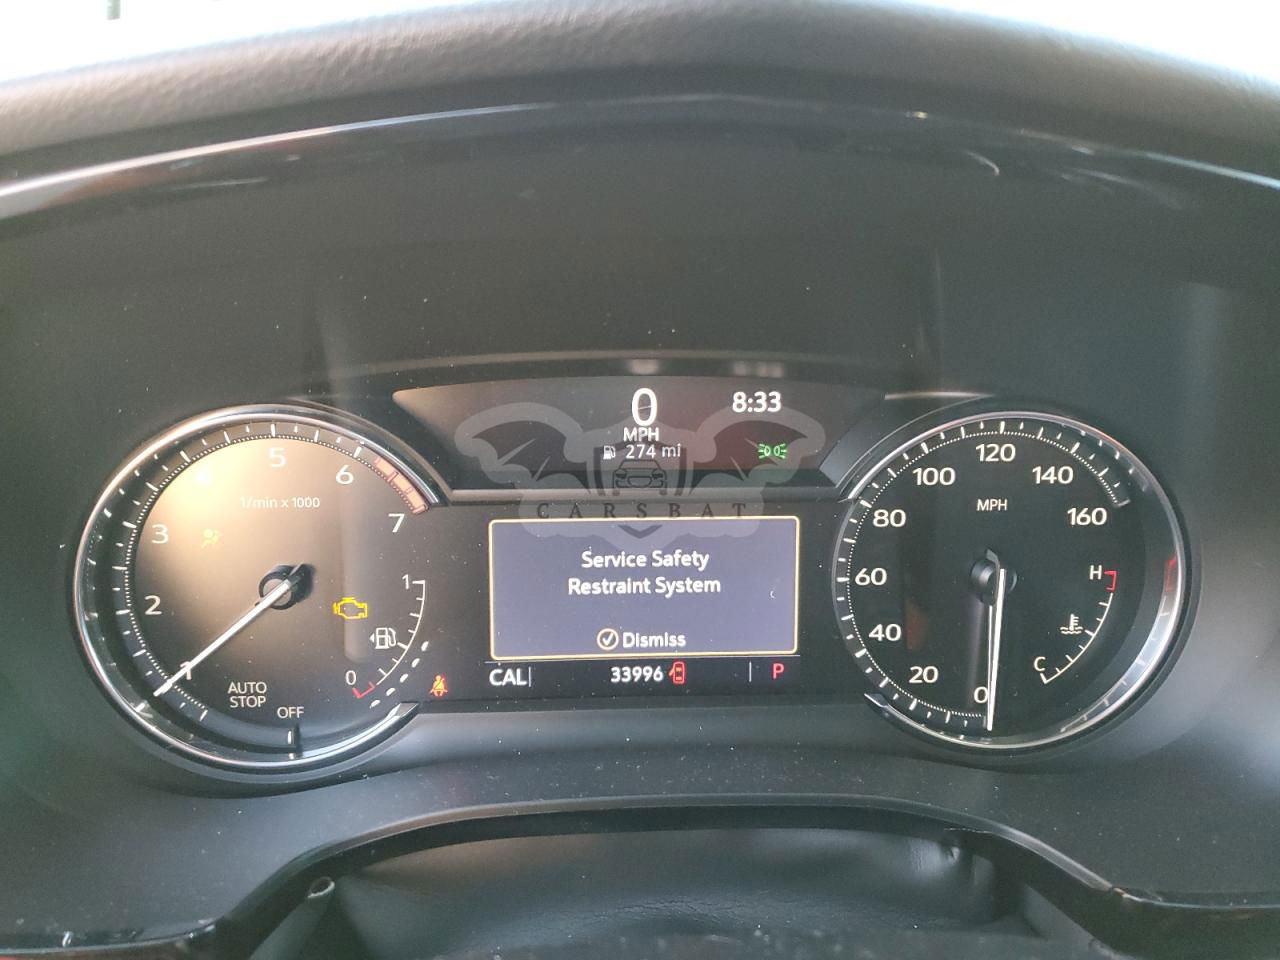 0
8:33
MPH
274 mi
CARSBAT
Service Safety
Restraint System
Dismiss
CAL
33996
P
1/min x 1000
1
2
3
4
5
6
7
AUTO
STOP
OFF
1
0
MPH
0
20
40
60
80
100
120
140
160
H
C